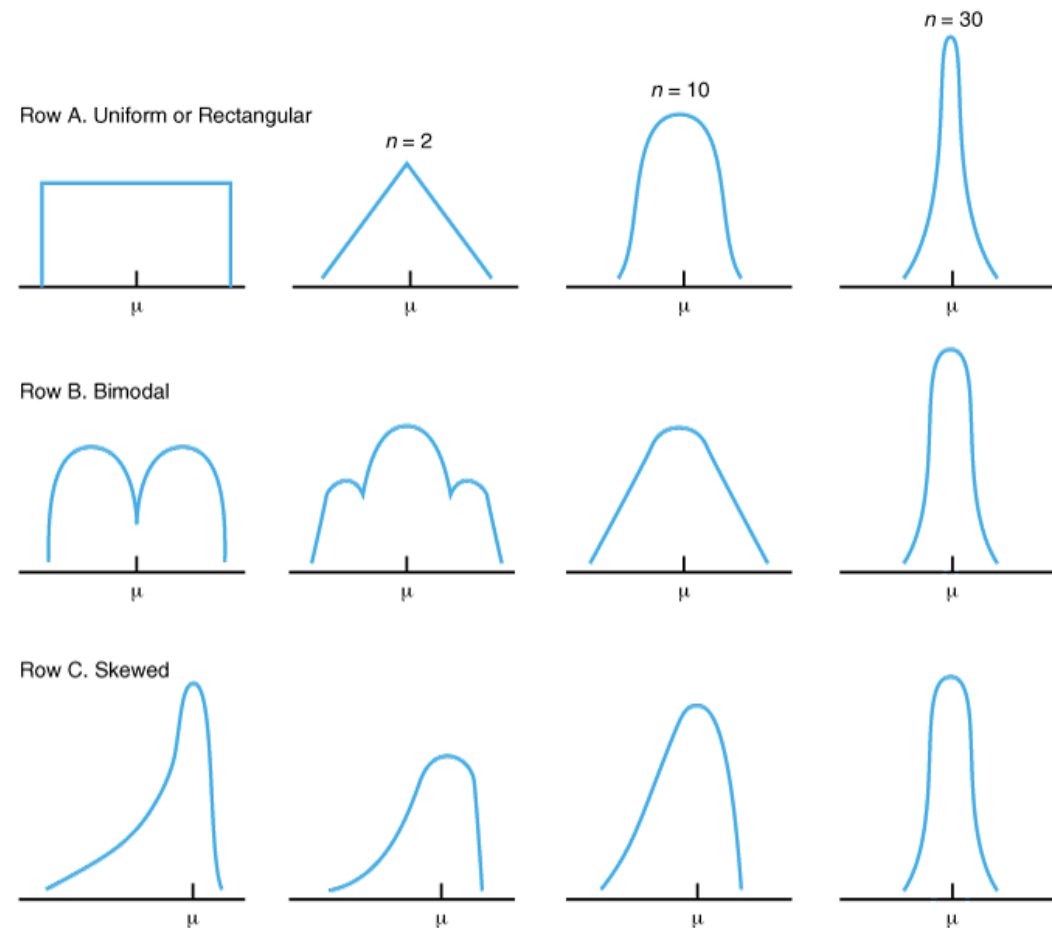 n = 30
n = 10
Row A. Uniform or Rectangular
n = 2
μ μ μ μ
Row B. Bimodal
μ μ μ μ
Row C. Skewed
μ μ μ μ